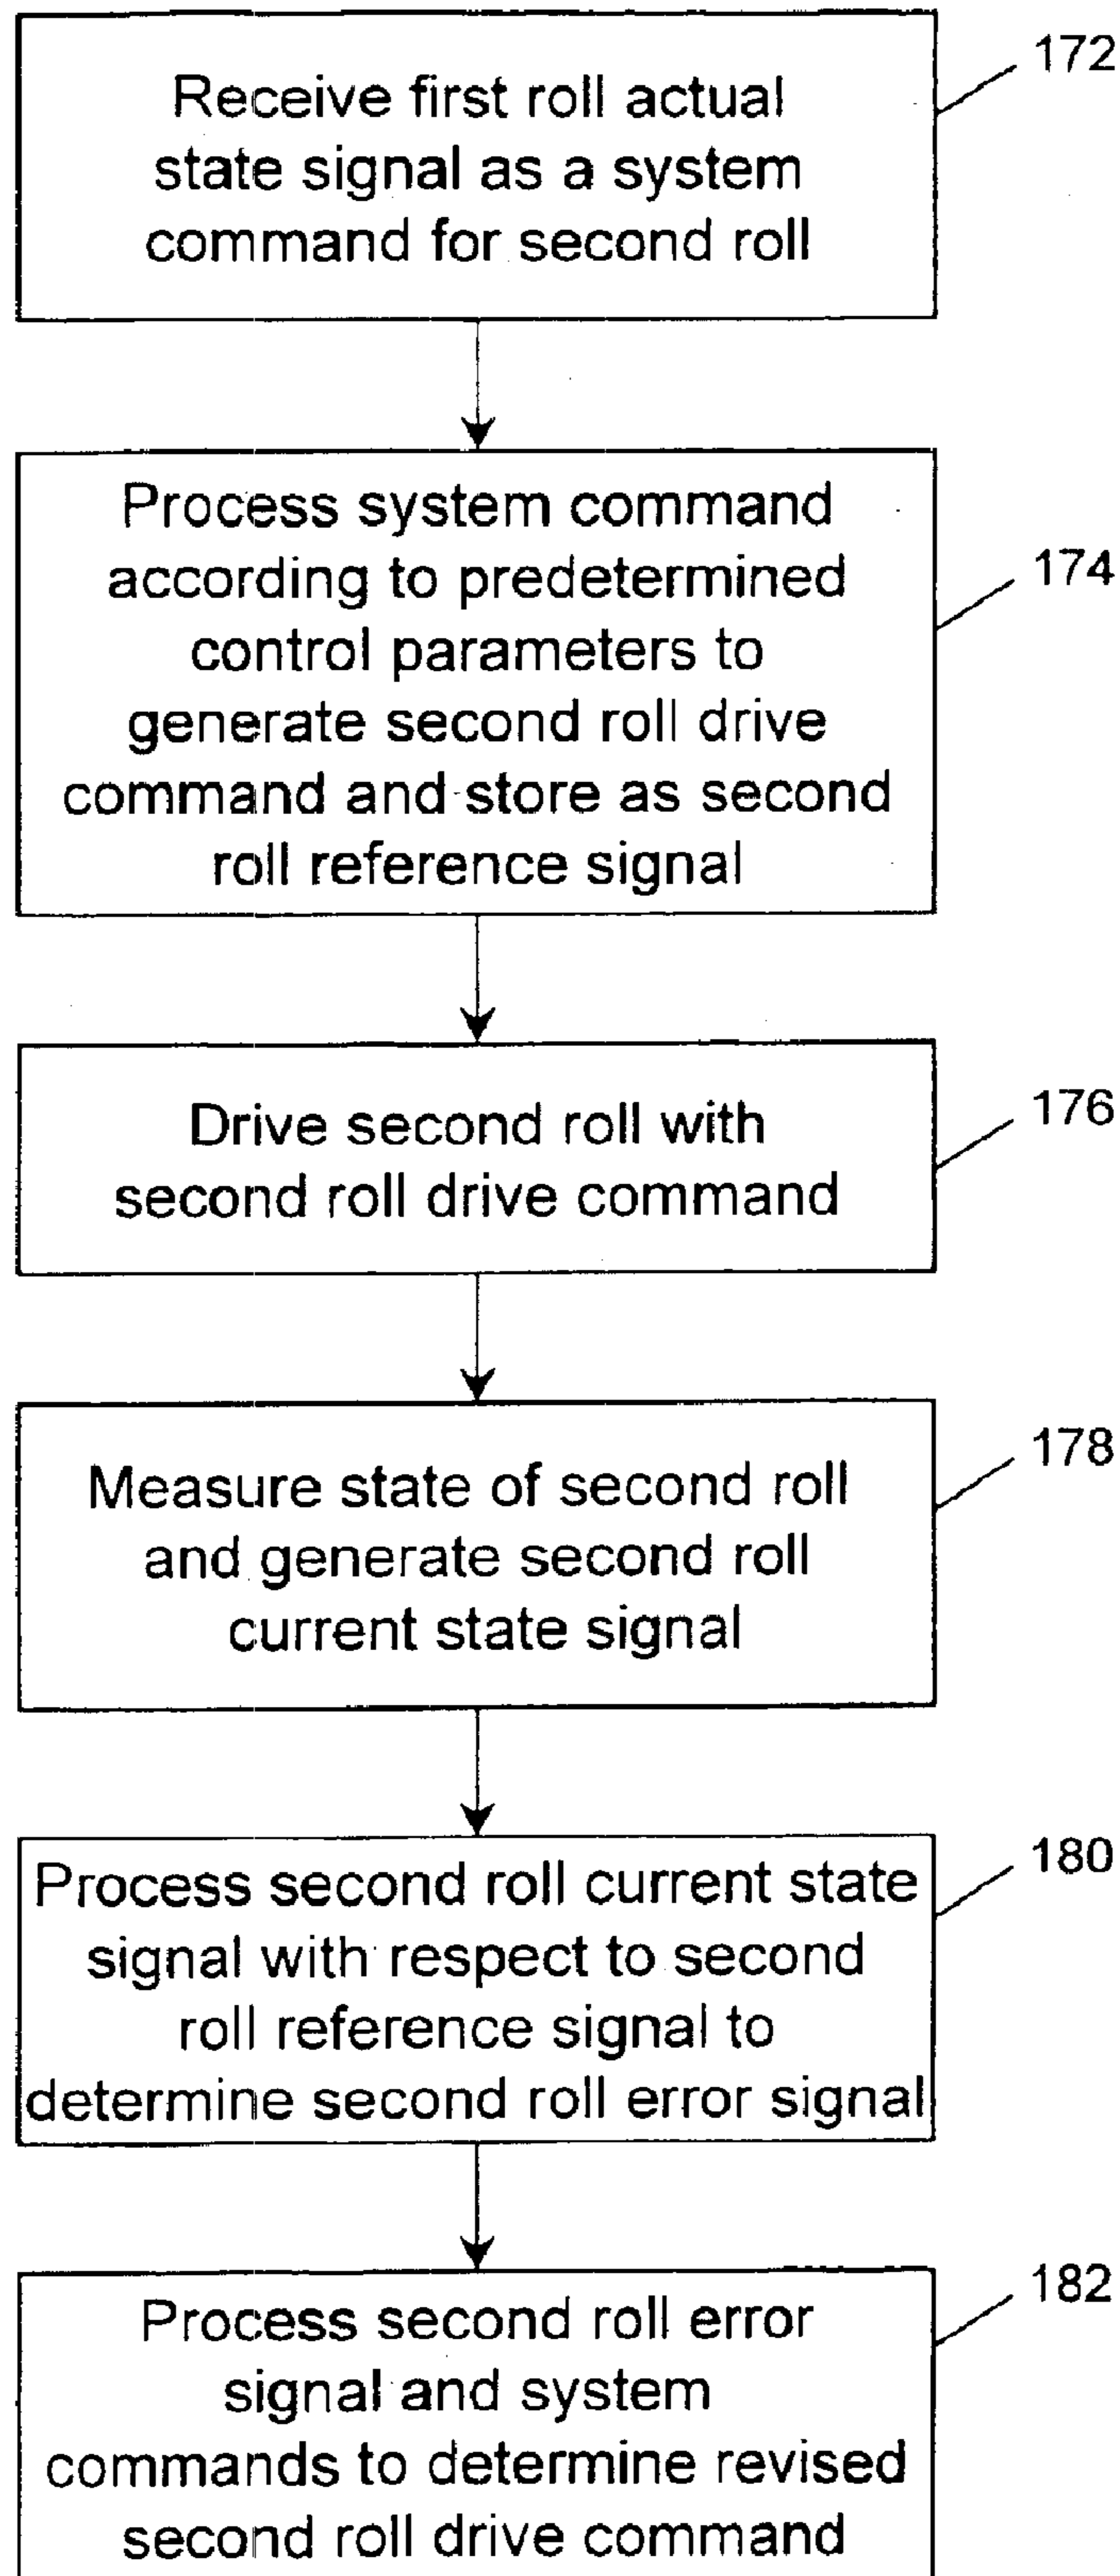 Receive first roll actual
state signal as a system
command for second roll
172
Process system command
according to predetermined
control parameters to
generate second roll drive
command and store as second
roll reference signal
174
Drive second roll with
second roll drive command
176
Measure state of second roll
and generate second roll
current state signal
178
Process second roll current state
signal with respect to second
roll reference signal to
determine second roll error signal
180
Process second roll error
signal and system
commands to determine revised
second roll drive command
182